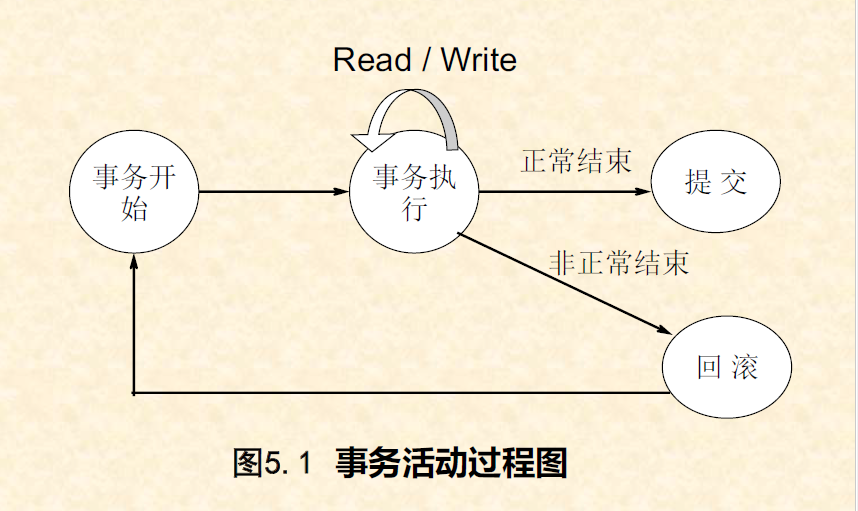 Read / Write
事务开
始
事务执
行
正常结束
提 交
非正常结束
回 滚
图5.1 事务活动过程图